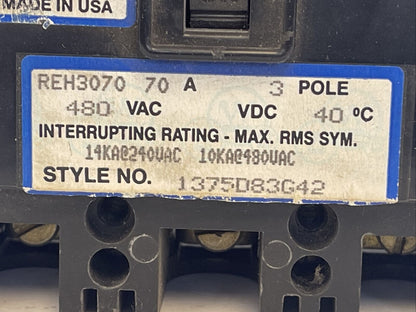 MADE IN USA
REH3070 70 A 3 POLE
480 VAC VDC 40 ºC
INTERRUPTING RATING - MAX. RMS SYM.
14KA@240VAC 10KA@480VAC
STYLE NO. 1375D83G42